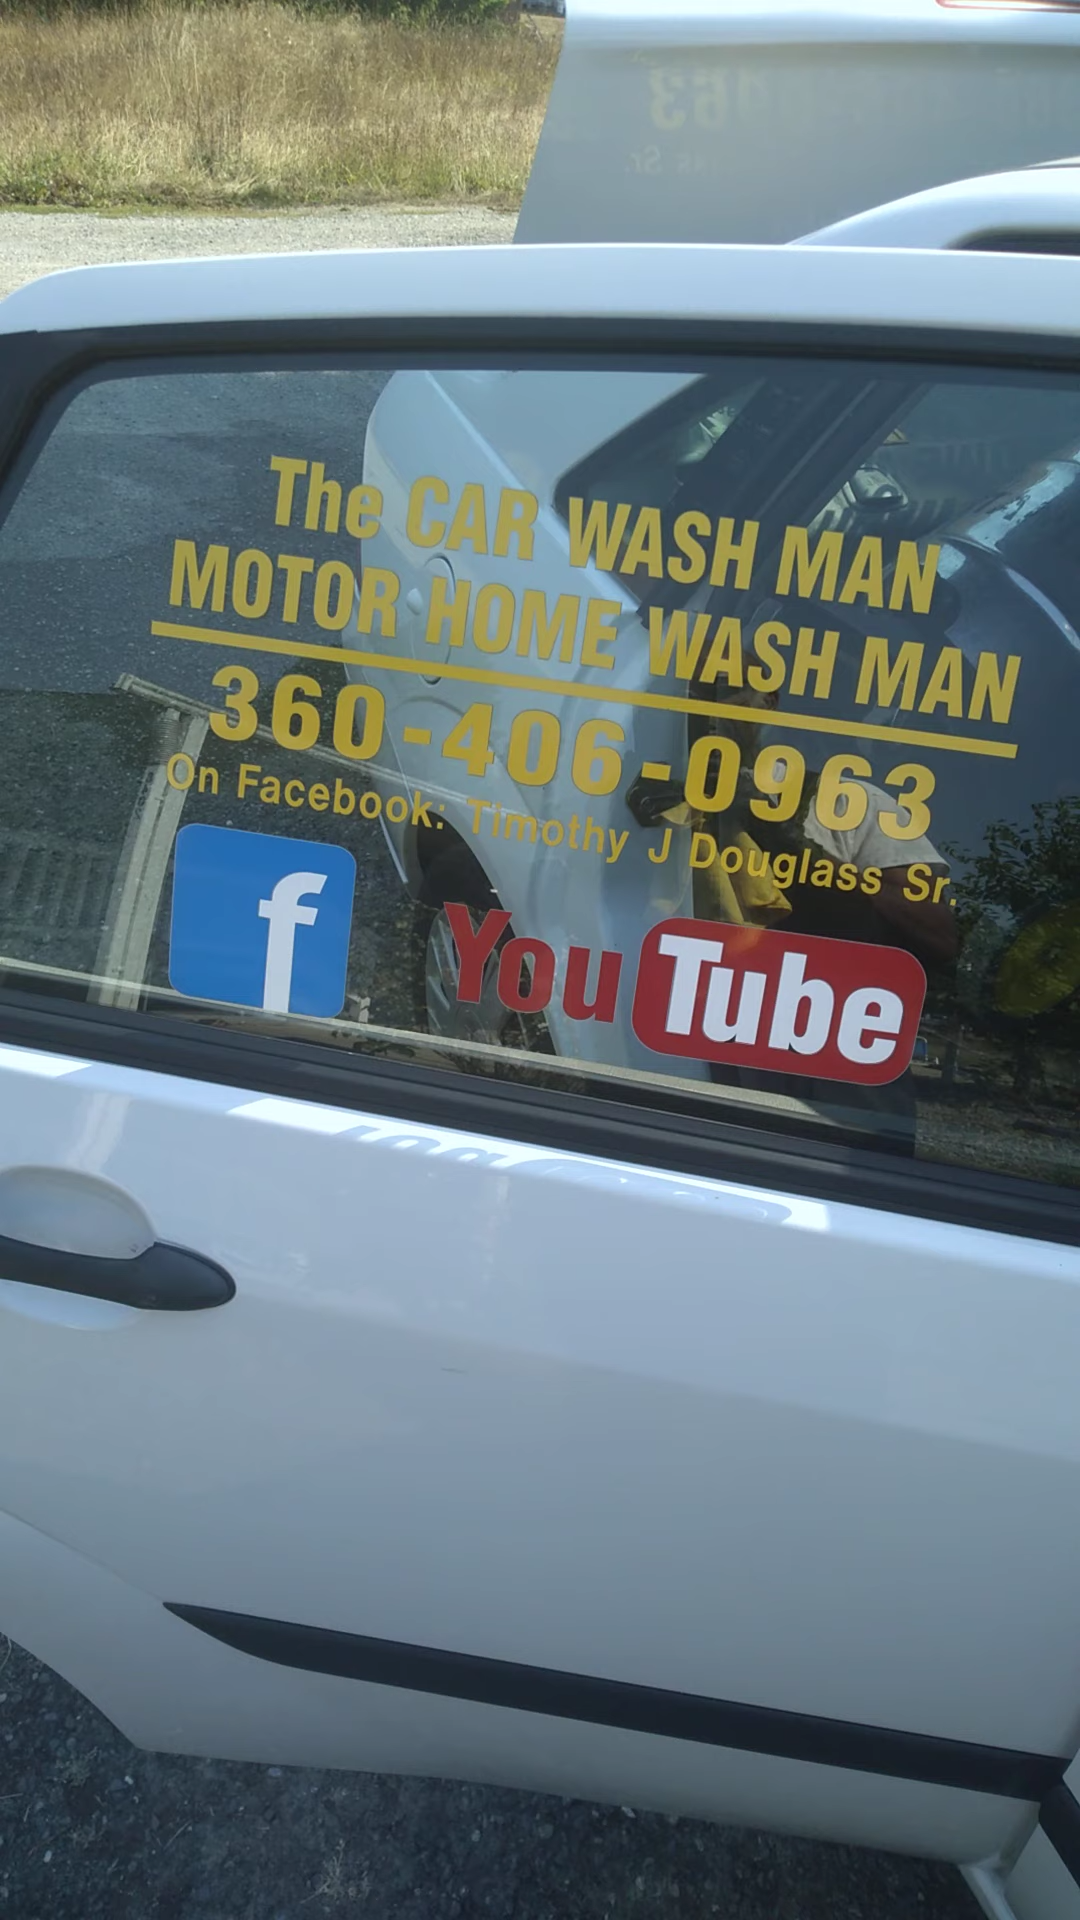 The CAR WASH MAN
MOTOR HOME WASH MAN
360-406-0963
On Facebook: Timothy J Douglass Sr.
f
YouTube